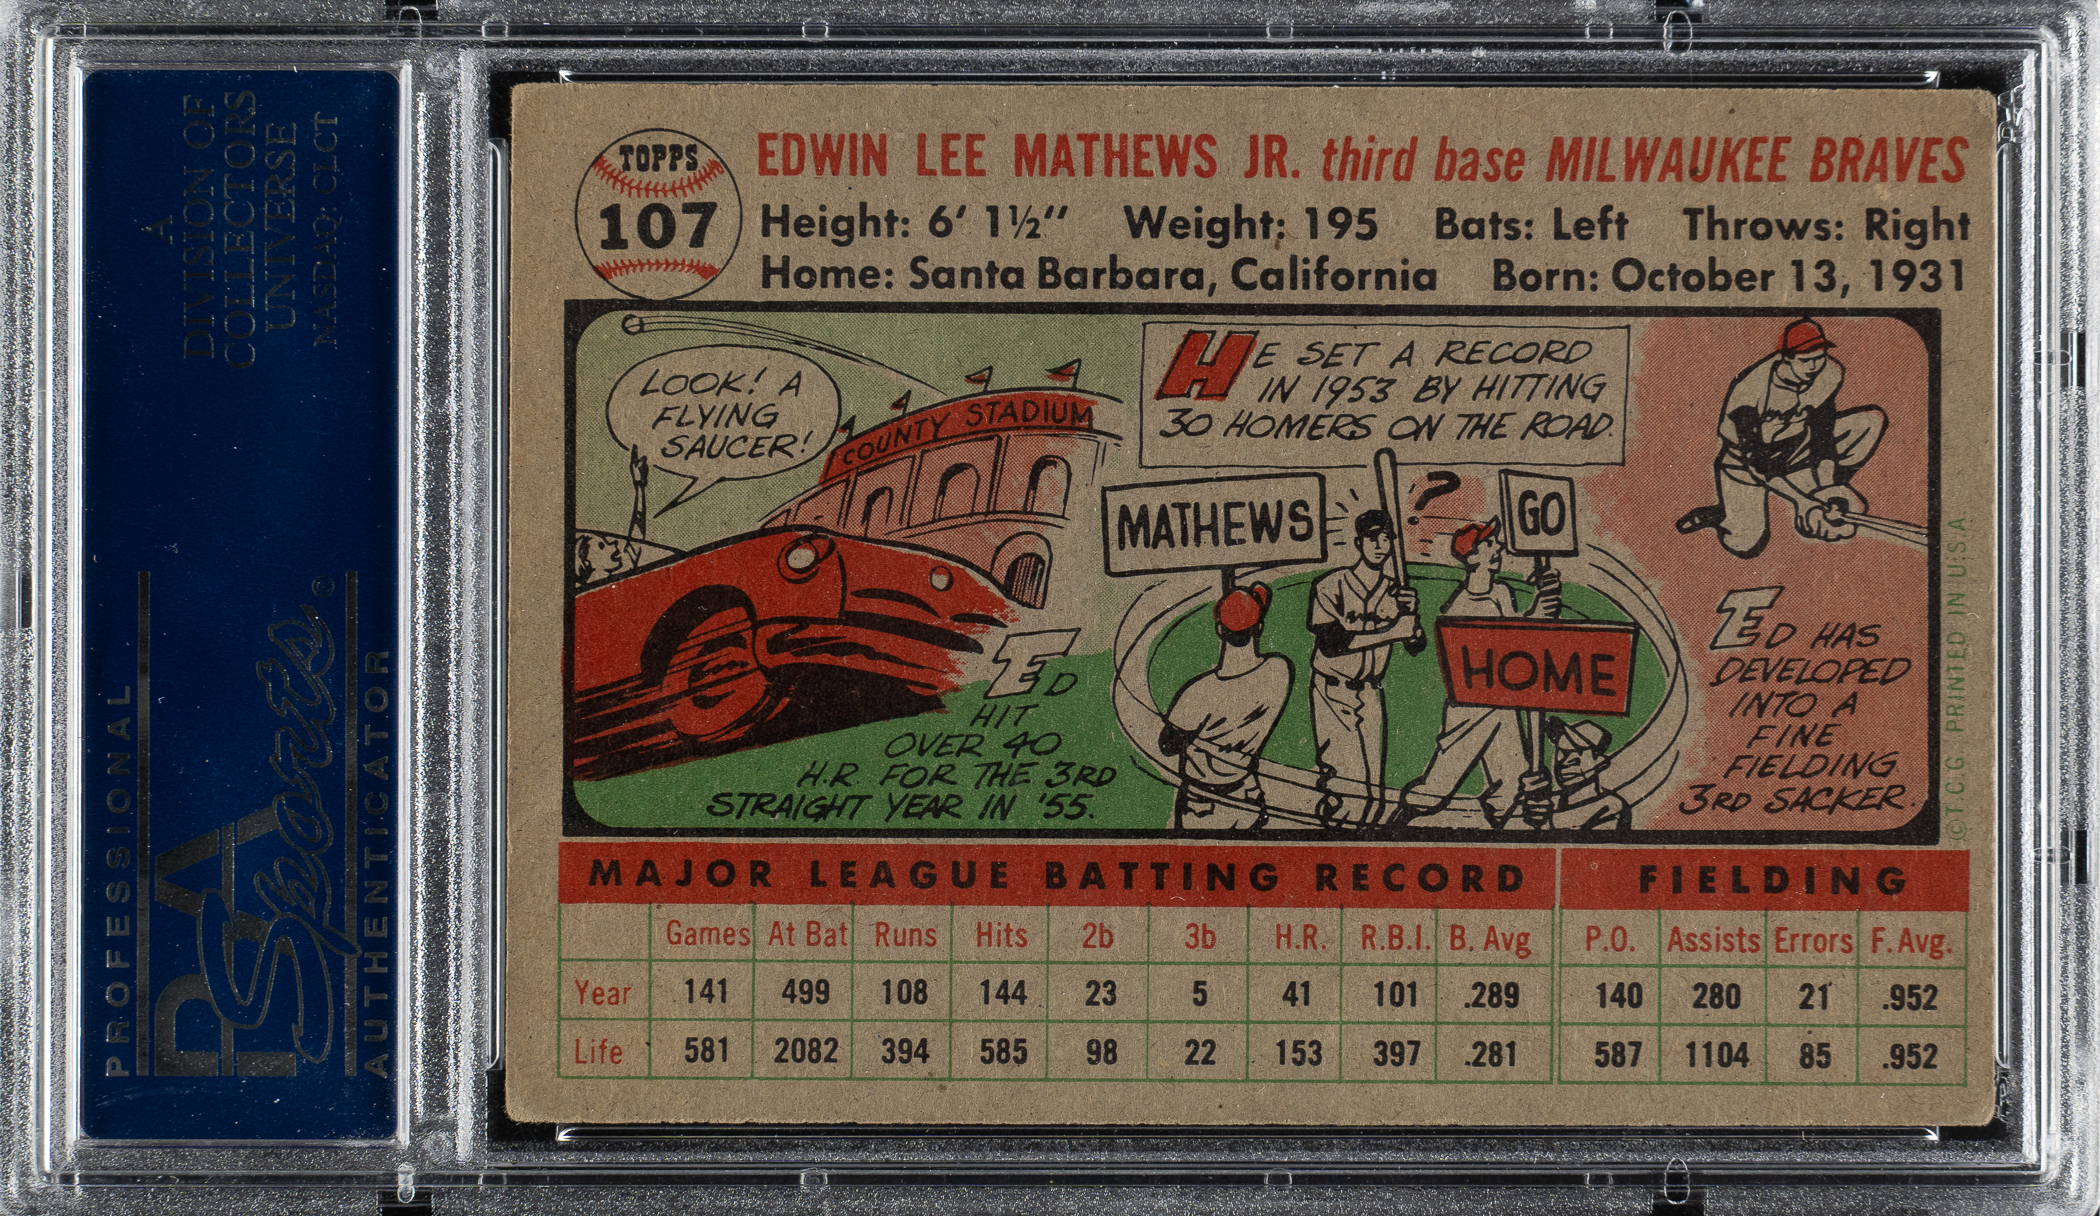 A
DIVISION OF
COLLECTORS
UNIVERSE
NASDAQ: CLCT
PROFESSIONAL
PSA
Sports®
AUTHENTICATOR
TOPPS
107
EDWIN LEE MATHEWS JR. third base MILWAUKEE BRAVES
Height: 6' 1½" Weight: 195 Bats: Left Throws: Right
Home: Santa Barbara, California Born: October 13, 1931
LOOK! A
FLYING
SAUCER!
COUNTY STADIUM
ED
HIT
OVER 40
H.R. FOR THE 3RD
STRAIGHT YEAR IN '55.
HE SET A RECORD
IN 1953 BY HITTING
30 HOMERS ON THE ROAD.
MATHEWS
?
GO
HOME
ED HAS
DEVELOPED
INTO A
FINE
FIELDING
3RD SACKER.
©T.C.G. PRINTED IN U.S.A.
MAJOR LEAGUE BATTING RECORD FIELDING
Games At Bat Runs Hits 2b 3b H.R. R.B.I. B. Avg P.O. Assists Errors F. Avg.
Year 141 499 108 144 23 5 41 101 .289 140 280 21 .952
Life 581 2082 394 585 98 22 153 397 .281 587 1104 85 .952